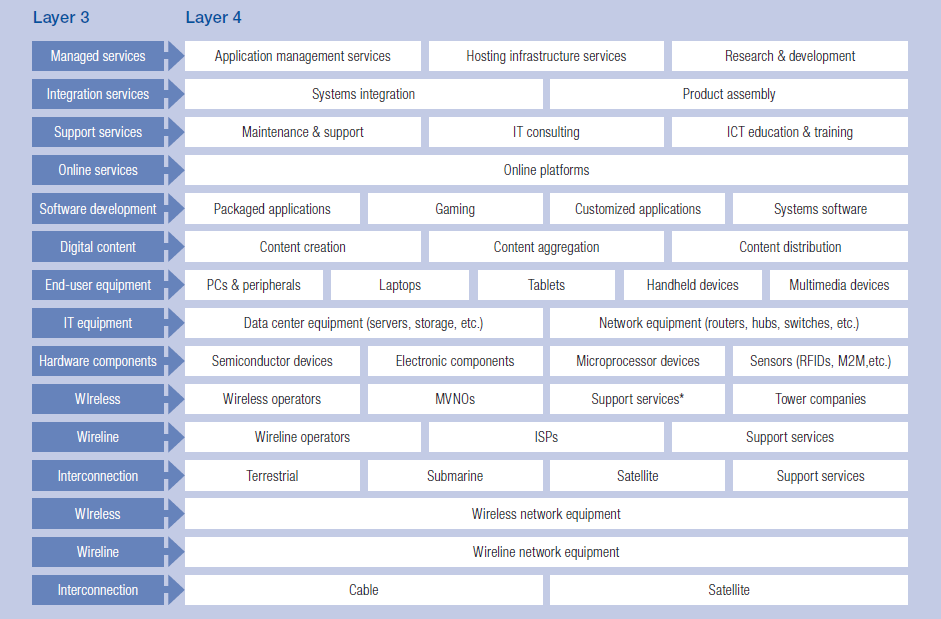 Layer 3 Layer 4
Managed services Application management services Hosting infrastructure services Research & development
Integration services Systems integration Product assembly
Support services Maintenance & support IT consulting ICT education & training
Online services Online platforms
Software development Packaged applications Gaming Customized applications Systems software
Digital content Content creation Content aggregation Content distribution
End-user equipment PCs & peripherals Laptops Tablets Handheld devices Multimedia devices
IT equipment Data center equipment (servers, storage, etc.) Network equipment (routers, hubs, switches, etc.)
Hardware components Semiconductor devices Electronic components Microprocessor devices Sensors (RFIDs, M2M,etc.)
WIreless Wireless operators MVNOs Support services* Tower companies
Wireline Wireline operators ISPs Support services
Interconnection Terrestrial Submarine Satellite Support services
WIreless Wireless network equipment
Wireline Wireline network equipment
Interconnection Cable Satellite